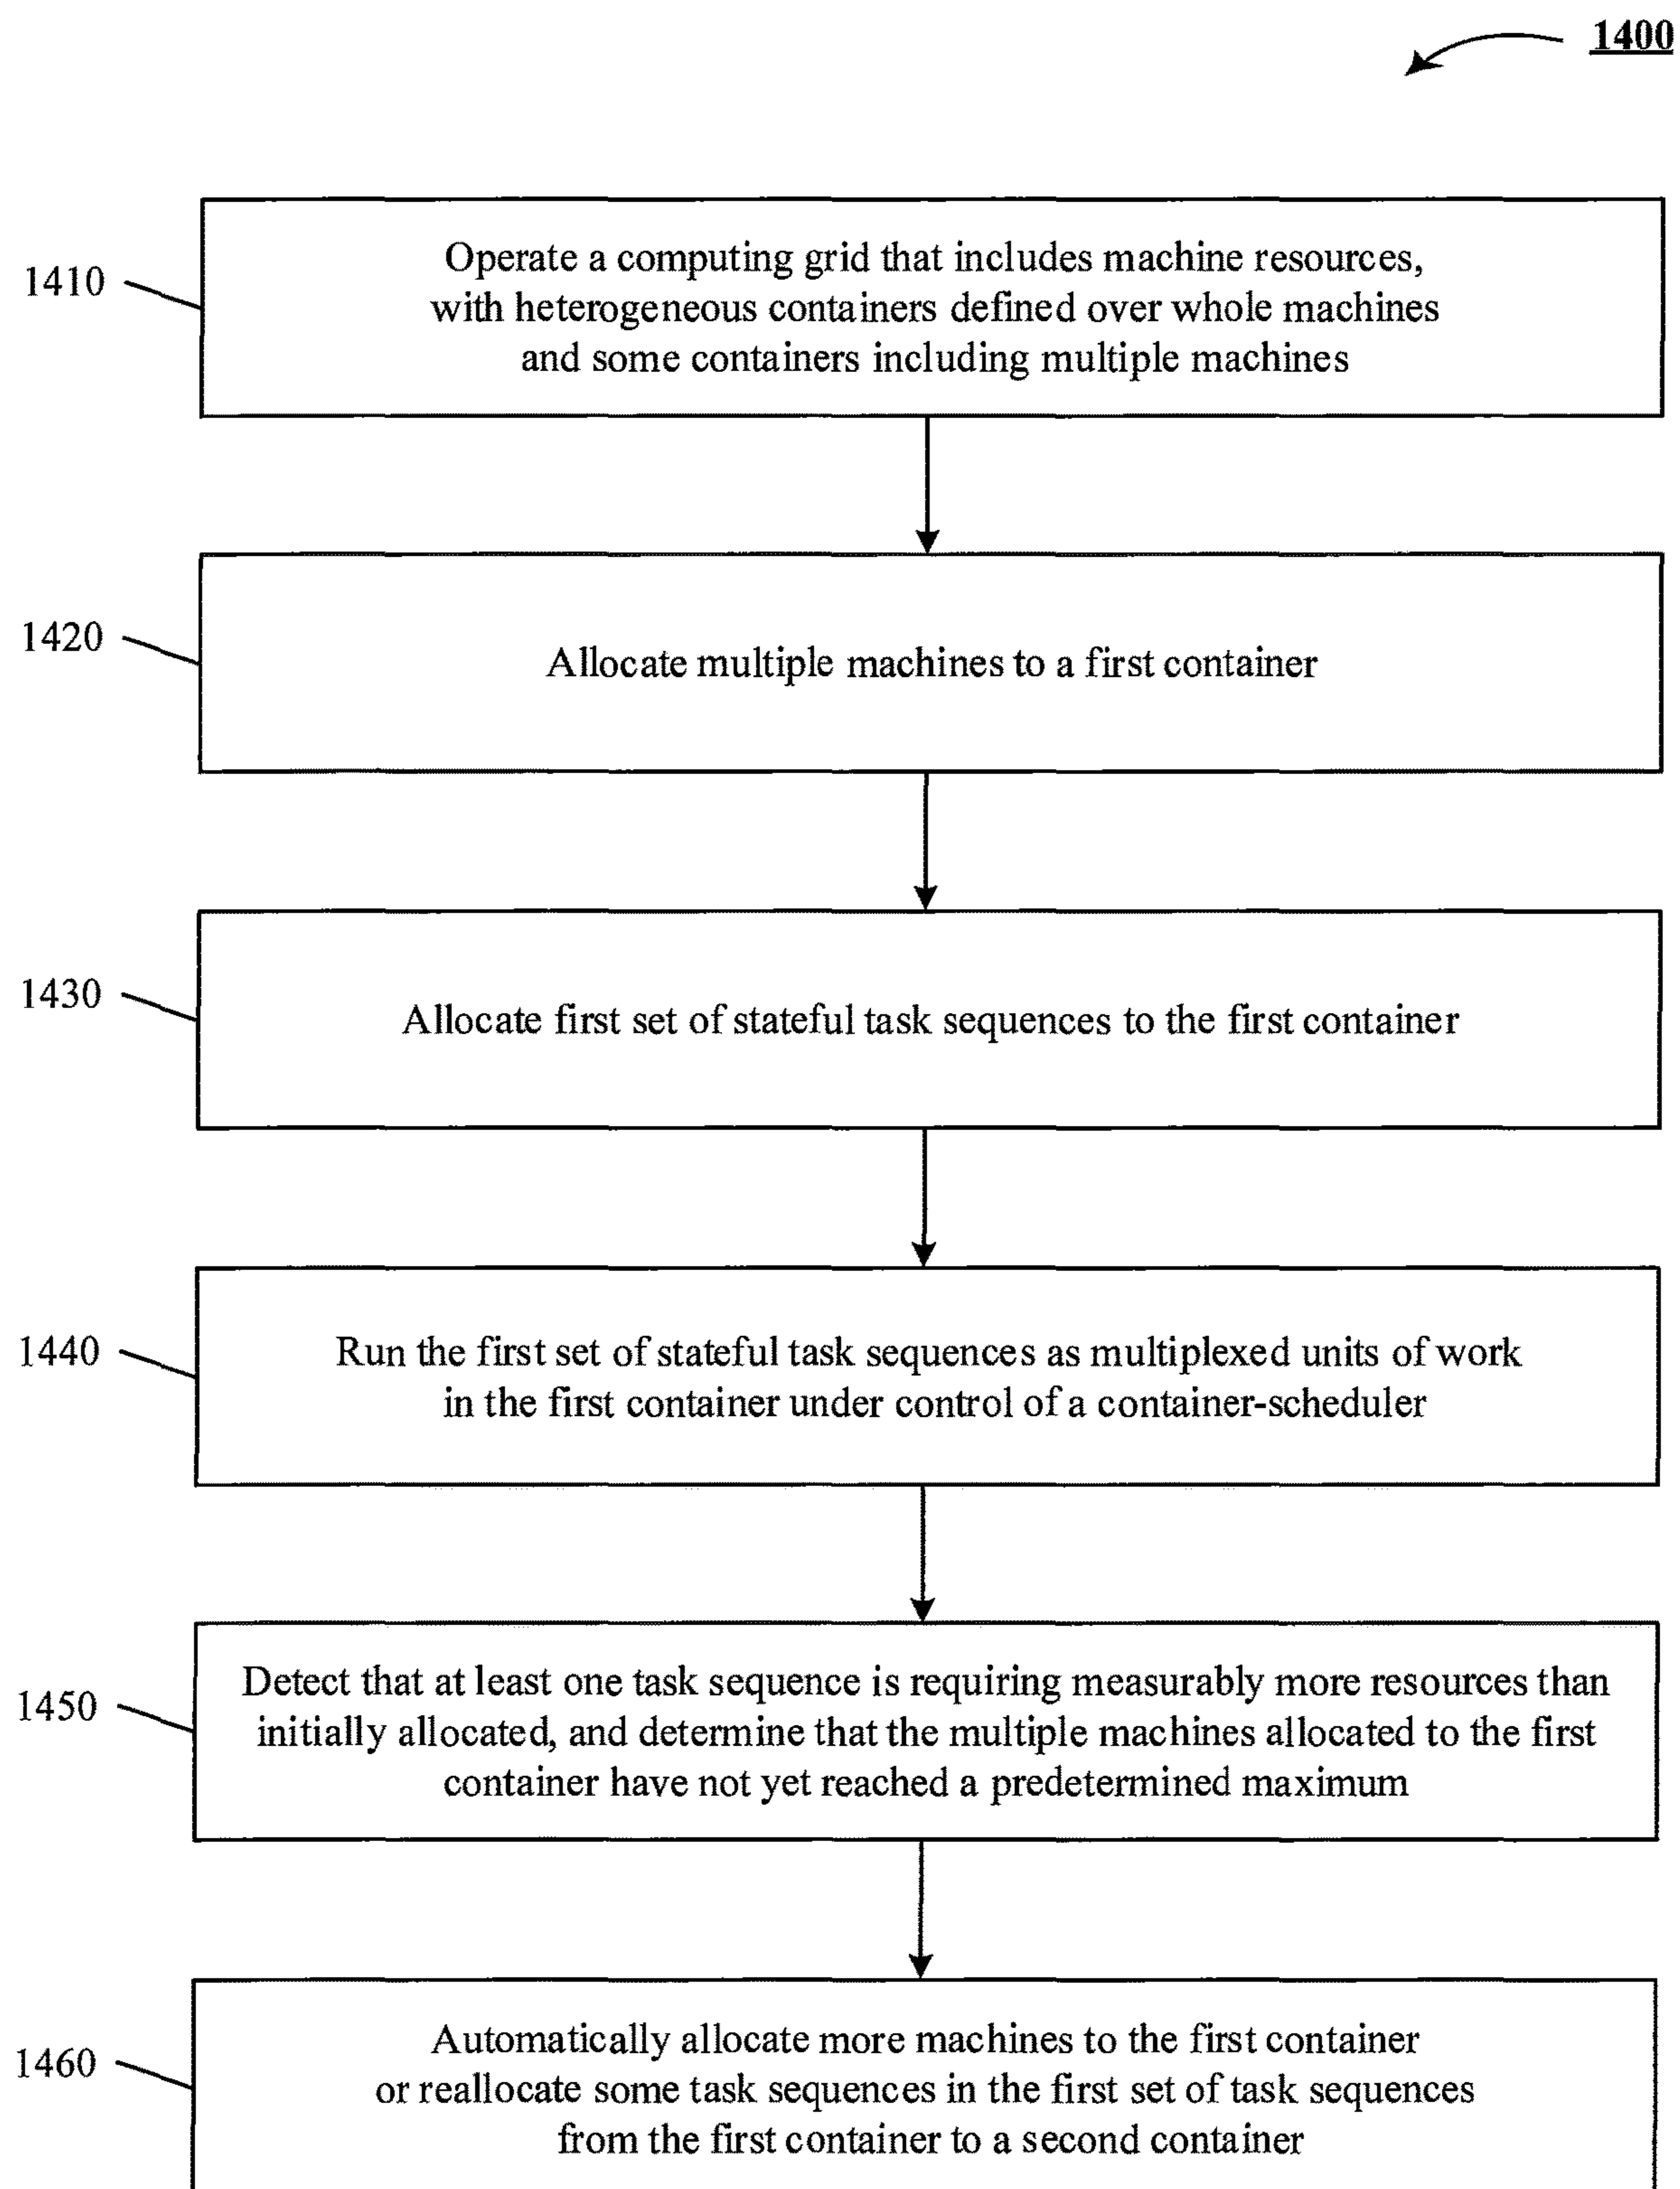 1400
1410
Operate a computing grid that includes machine resources,
with heterogeneous containers defined over whole machines
and some containers including multiple machines
1420
Allocate multiple machines to a first container
1430
Allocate first set of stateful task sequences to the first container
1440
Run the first set of stateful task sequences as multiplexed units of work
in the first container under control of a container-scheduler
1450
Detect that at least one task sequence is requiring measurably more resources than
initially allocated, and determine that the multiple machines allocated to the first
container have not yet reached a predetermined maximum
1460
Automatically allocate more machines to the first container
or reallocate some task sequences in the first set of task sequences
from the first container to a second container